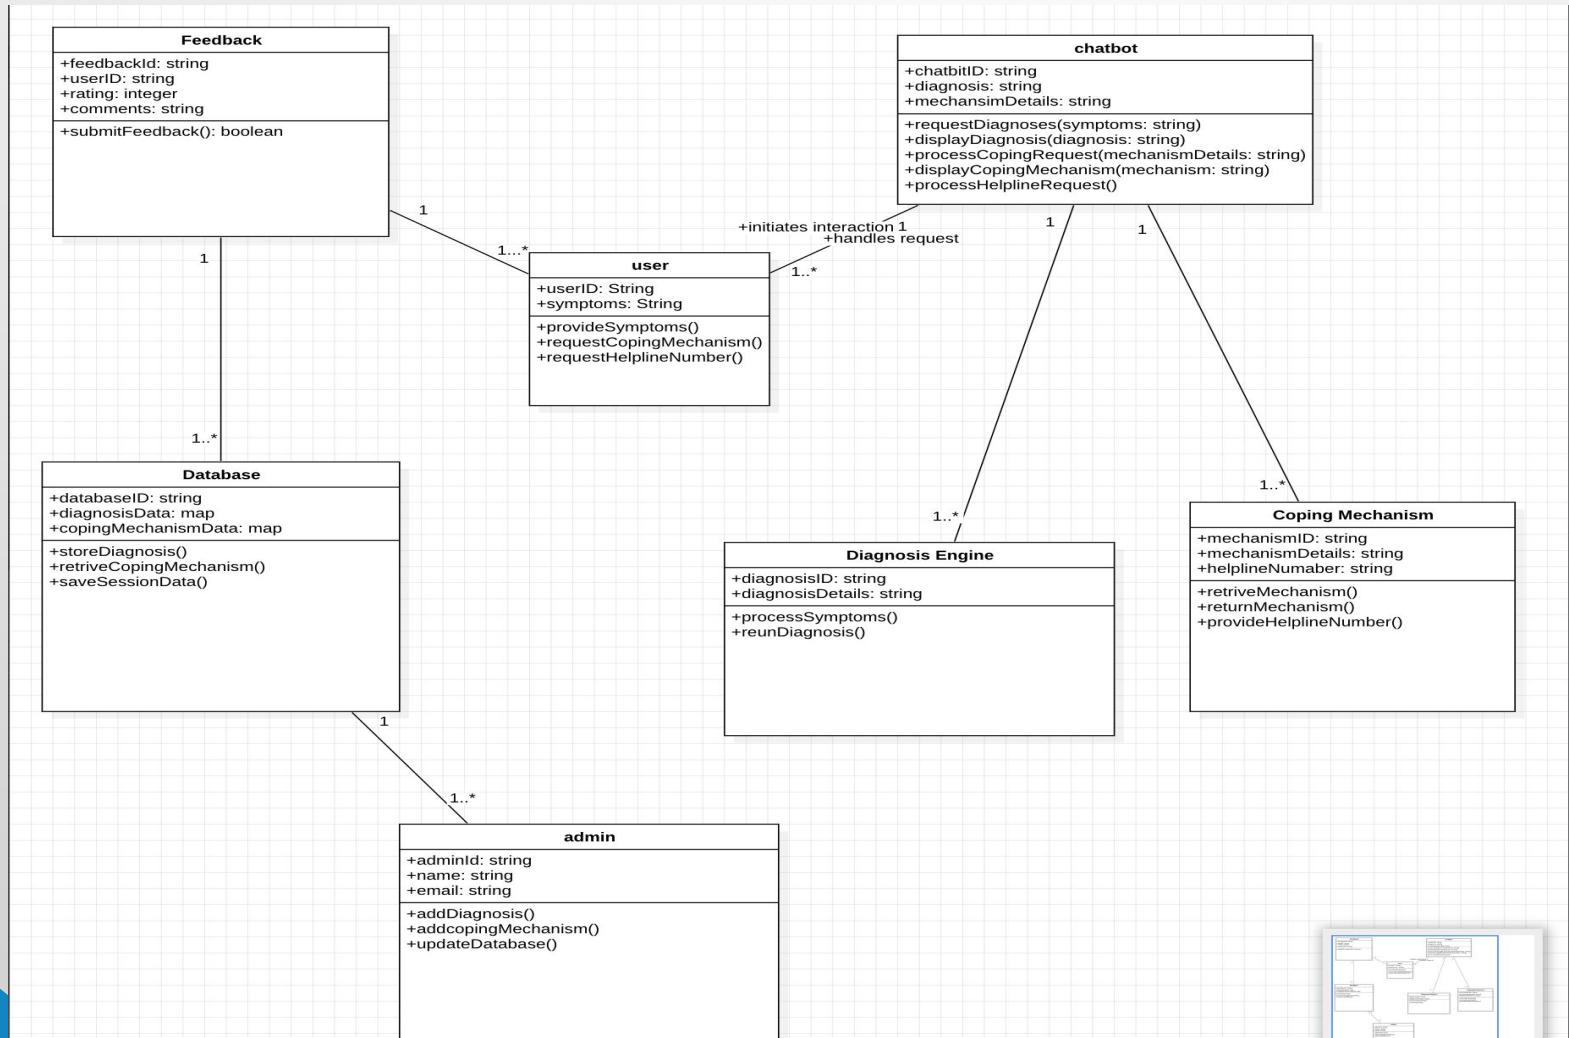 Feedback
+feedbackId: string
+userID: string
+rating: integer
+comments: string
+submitFeedback(): boolean
chatbot
+chatbitID: string
+diagnosis: string
+mechansimDetails: string
+requestDiagnoses(symptoms: string)
+displayDiagnosis(diagnosis: string)
+processCopingRequest(mechanismDetails: string)
+displayCopingMechanism(mechanism: string)
+processHelplineRequest()
1
1...*
+initiates interaction 1
+handles request
1..*
1
1
1
1..*
user
+userID: String
+symptoms: String
+provideSymptoms()
+requestCopingMechanism()
+requestHelplineNumber()
Database
+databaseID: string
+diagnosisData: map
+copingMechanismData: map
+storeDiagnosis()
+retriveCopingMechanism()
+saveSessionData()
1..*
Diagnosis Engine
+diagnosisID: string
+diagnosisDetails: string
+processSymptoms()
+reunDiagnosis()
1..*
Coping Mechanism
+mechanismID: string
+mechanismDetails: string
+helplineNumaber: string
+retriveMechanism()
+returnMechanism()
+provideHelplineNumber()
1
1..*
admin
+adminId: string
+name: string
+email: string
+addDiagnosis()
+addcopingMechanism()
+updateDatabase()